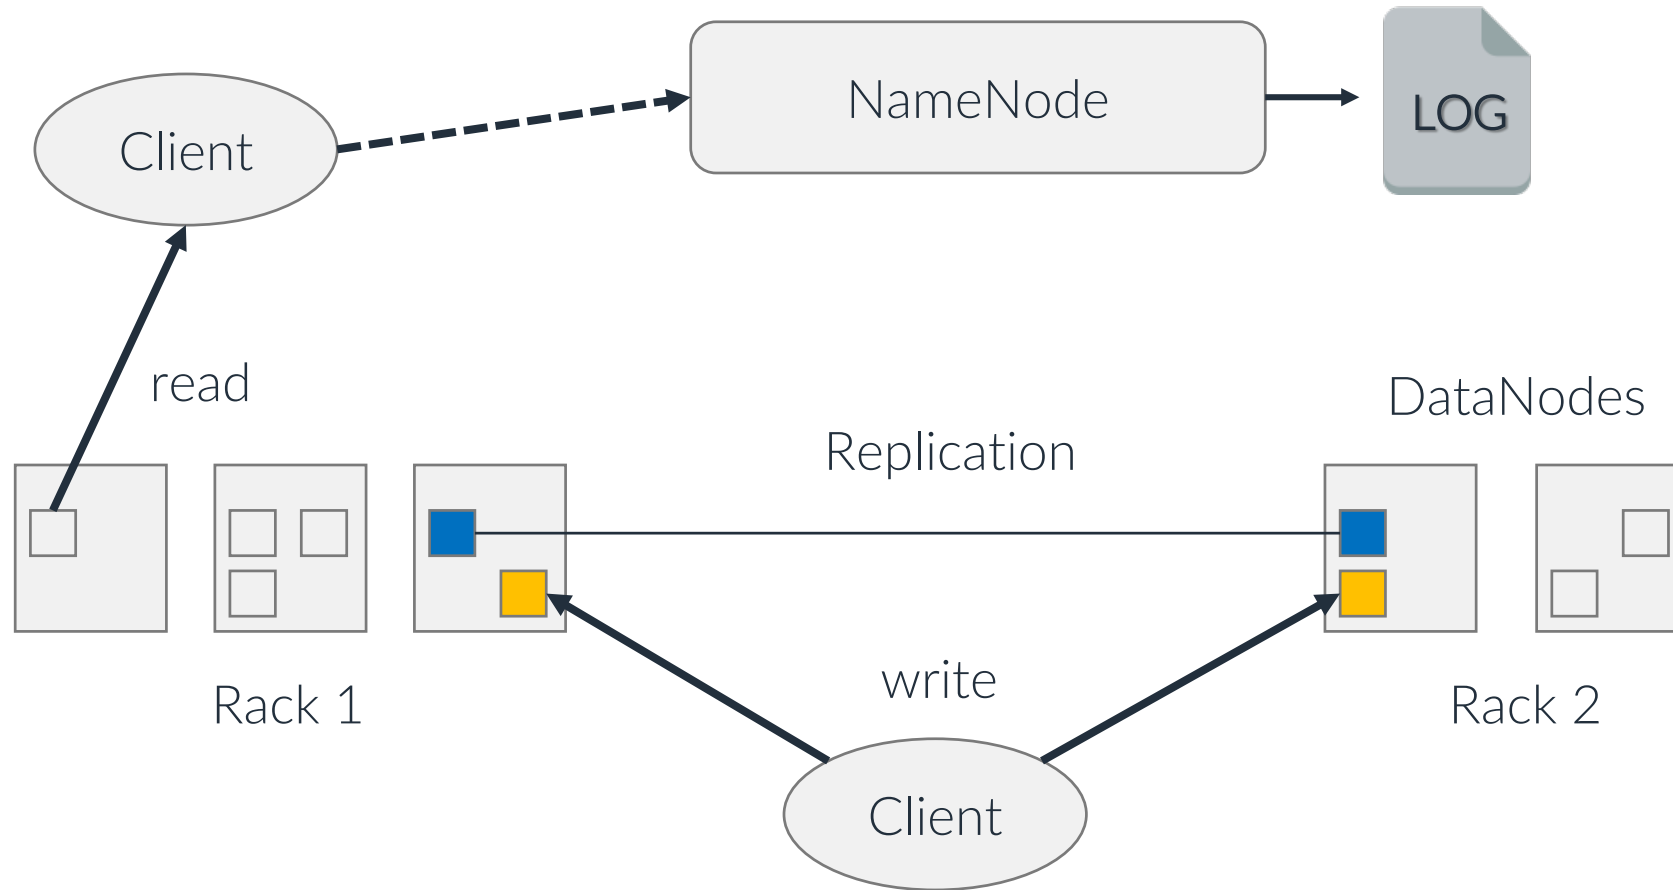 NameNode
LOG
Client
read
DataNodes
Replication
Rack 1
write
Rack 2
Client